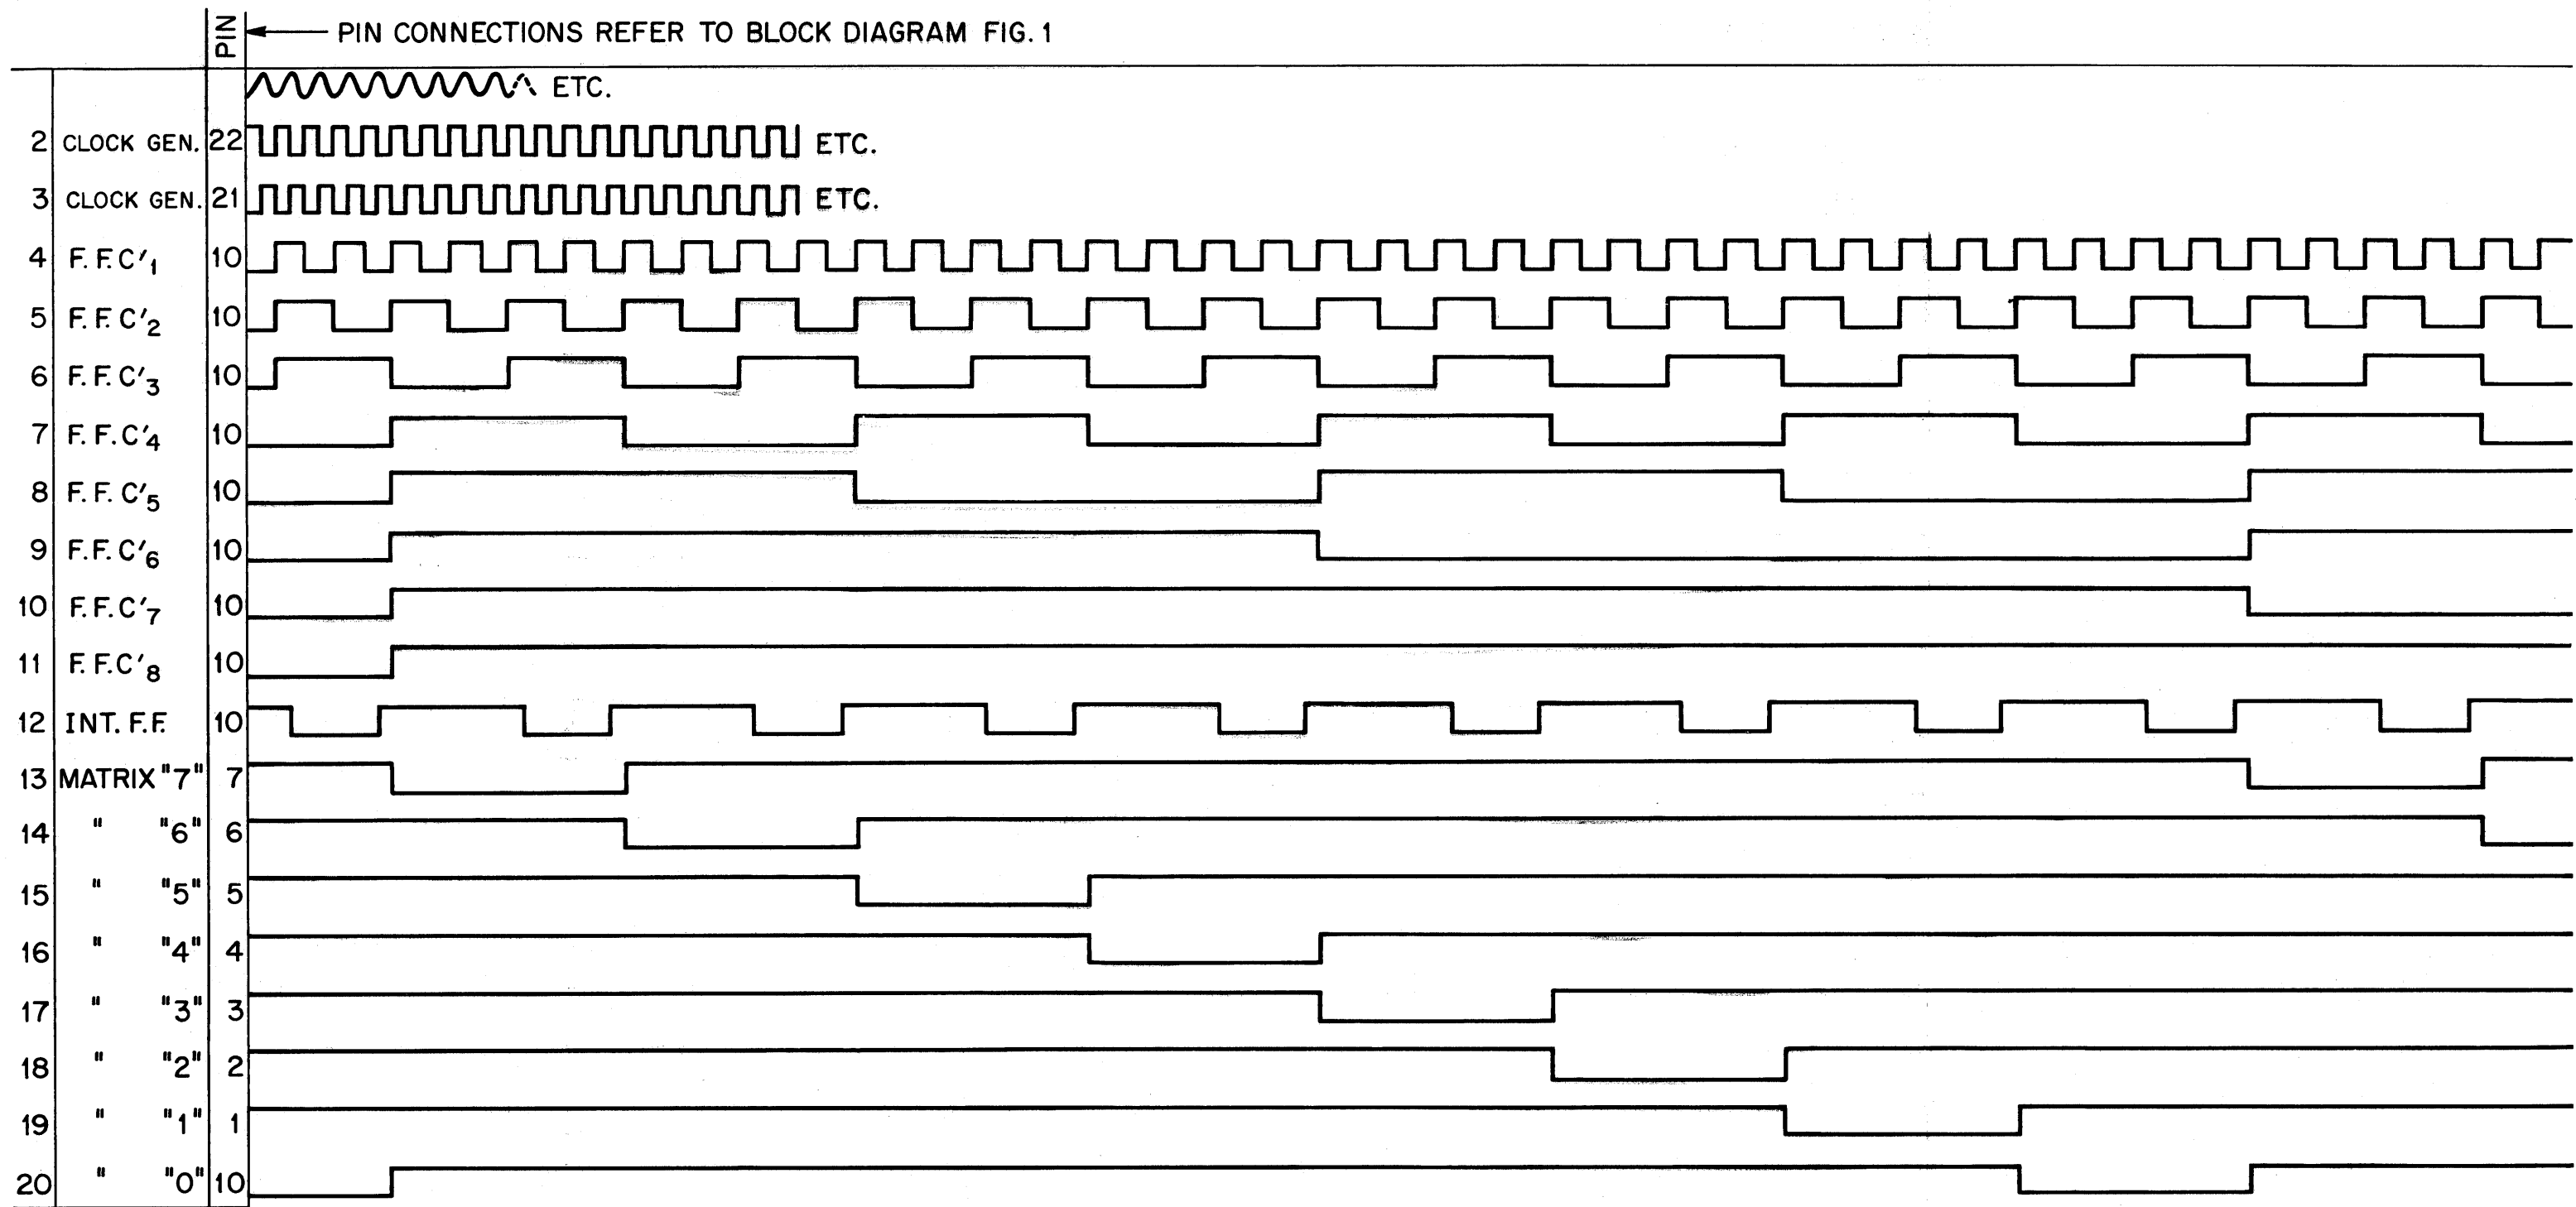 PIN
PIN CONNECTIONS REFER TO BLOCK DIAGRAM FIG. 1
ETC.
2 CLOCK GEN. 22 ETC.
3 CLOCK GEN. 21 ETC.
4 F.F.C'1 10
5 F.F.C'2 10
6 F.F.C'3 10
7 F.F.C'4 10
8 F.F.C'5 10
9 F.F.C'6 10
10 F.F.C'7 10
11 F.F.C'8 10
12 INT. F.F. 10
13 MATRIX "7" 7
14 " "6" 6
15 " "5" 5
16 " "4" 4
17 " "3" 3
18 " "2" 2
19 " "1" 1
20 " "0" 10